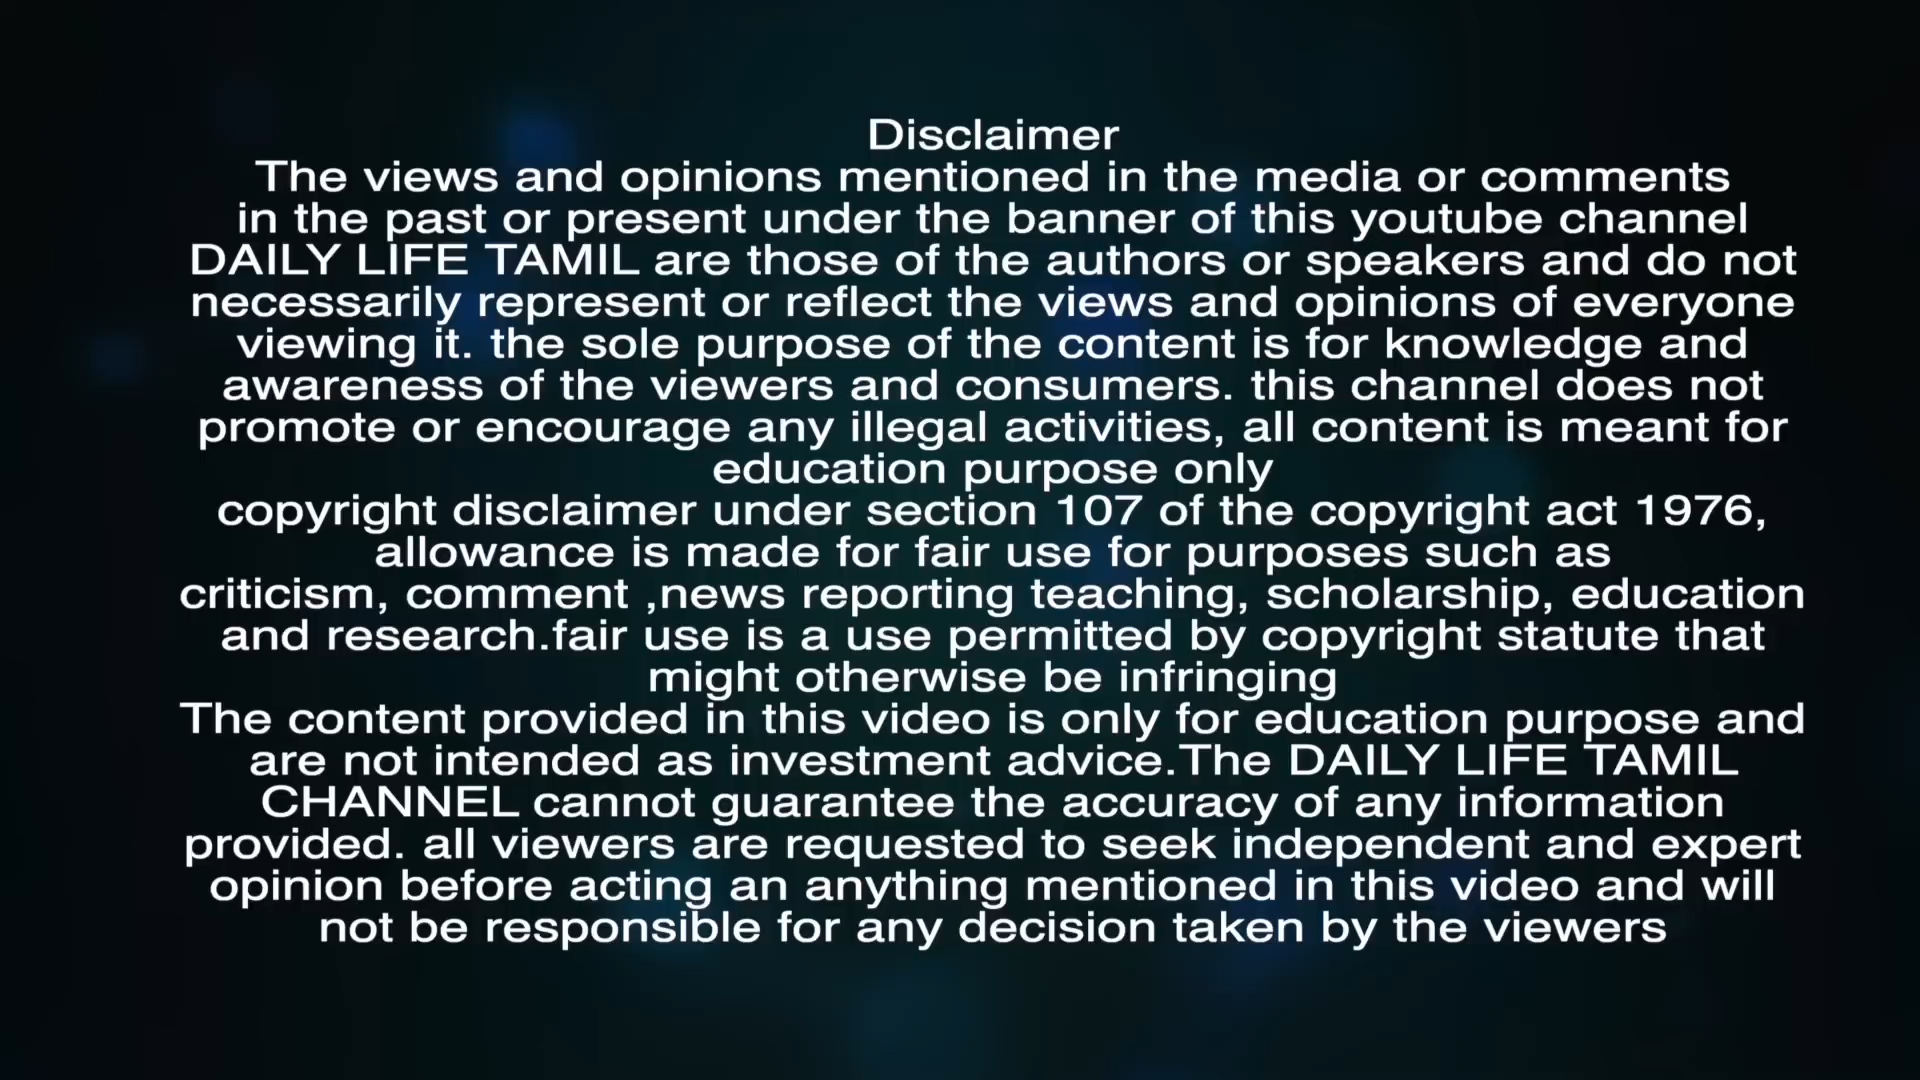 Disclaimer
The views and opinions mentioned in the media or comments
in the past or present under the banner of this youtube channel
DAILY LIFE TAMIL are those of the authors or speakers and do not
necessarily represent or reflect the views and opinions of everyone
viewing it. the sole purpose of the content is for knowledge and
awareness of the viewers and consumers. this channel does not
promote or encourage any illegal activities, all content is meant for
education purpose only
copyright disclaimer under section 107 of the copyright act 1976,
allowance is made for fair use for purposes such as
criticism, comment ,news reporting teaching, scholarship, education
and research.fair use is a use permitted by copyright statute that
might otherwise be infringing
The content provided in this video is only for education purpose and
are not intended as investment advice.The DAILY LIFE TAMIL
CHANNEL cannot guarantee the accuracy of any information
provided. all viewers are requested to seek independent and expert
opinion before acting an anything mentioned in this video and will
not be responsible for any decision taken by the viewers